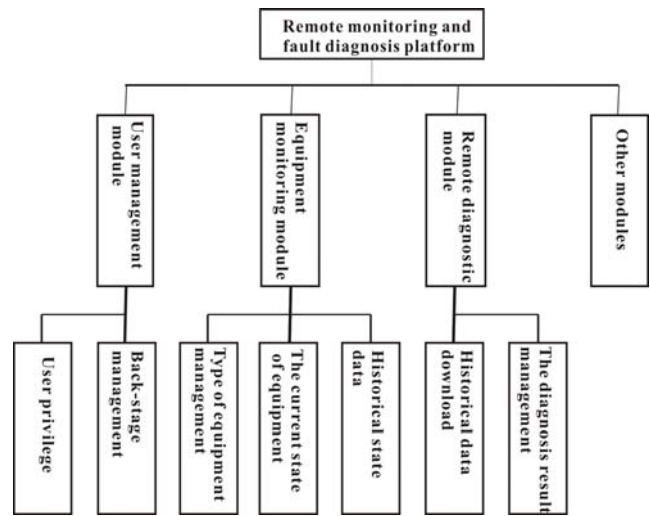 Remote monitoring and
fault diagnosis platform
User management
module
Equipment
monitoring module
Remote diagnostic
module
Other modules
User privilege
Back-stage
management
Type of equipment
management
The current state
of equipment
Historical state
data
Historical data
download
The diagnosis result
management